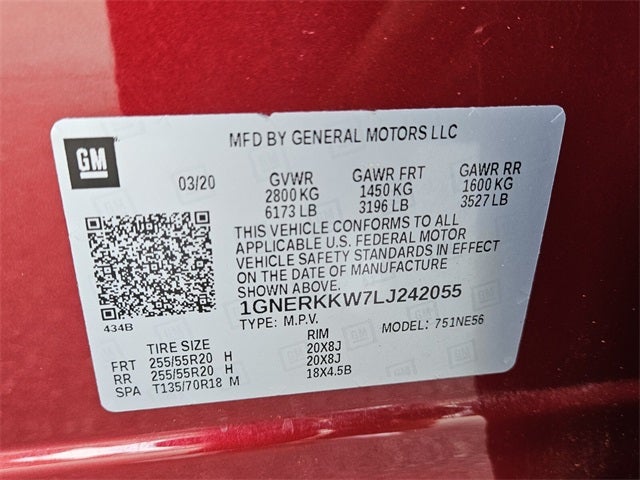 GM
MFD BY GENERAL MOTORS LLC
03/20 GVWR GAWR FRT GAWR RR
2800 KG 1450 KG 1600 KG
6173 LB 3196 LB 3527 LB
THIS VEHICLE CONFORMS TO ALL
APPLICABLE U.S. FEDERAL MOTOR
VEHICLE SAFETY STANDARDS IN EFFECT
ON THE DATE OF MANUFACTURE
SHOWN ABOVE.
1GNERKKW7LJ242055
TYPE: M.P.V. MODEL: 751NE56
434B
TIRE SIZE RIM
FRT 255/55R20 H 20X8J
RR 255/55R20 H 20X8J
SPA T135/70R18 M 18X4.5B